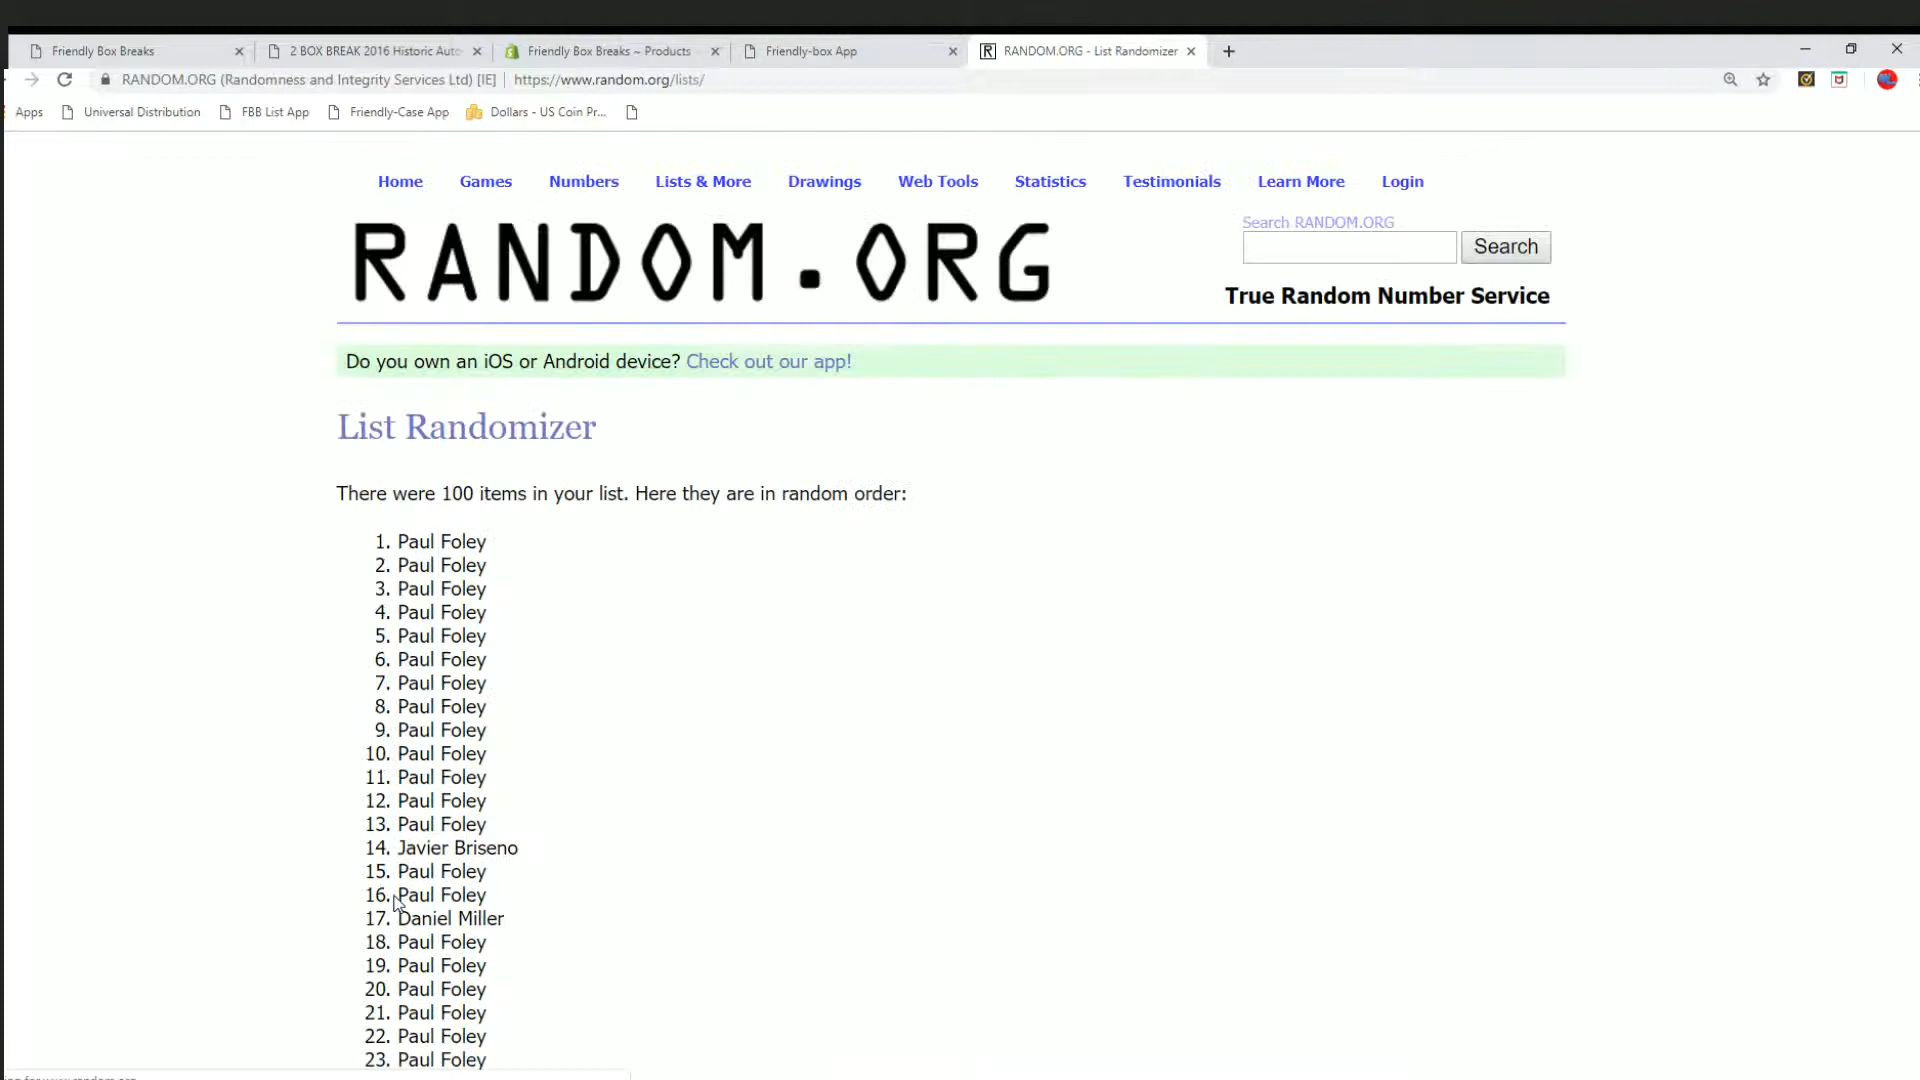 Friendly Box Breaks
2 BOX BREAK 2016 Historic Auto
Friendly Box Breaks ~ Products
Friendly-box App
RANDOM.ORG - List Randomizer
RANDOM.ORG (Randomness and Integrity Services Ltd) [IE] https://www.random.org/lists/
Apps
Universal Distribution
FBB List App
Friendly-Case App
Dollars - US Coin Pr...
Home
Games
Numbers
Lists & More
Drawings
Web Tools
Statistics
Testimonials
Learn More
Login
RANDOM.ORG
Search RANDOM.ORG
Search
True Random Number Service
Do you own an iOS or Android device? Check out our app!
List Randomizer
There were 100 items in your list. Here they are in random order:
1. Paul Foley
2. Paul Foley
3. Paul Foley
4. Paul Foley
5. Paul Foley
6. Paul Foley
7. Paul Foley
8. Paul Foley
9. Paul Foley
10. Paul Foley
11. Paul Foley
12. Paul Foley
13. Paul Foley
14. Javier Briseno
15. Paul Foley
16. Paul Foley
17. Daniel Miller
18. Paul Foley
19. Paul Foley
20. Paul Foley
21. Paul Foley
22. Paul Foley
23. Paul Foley